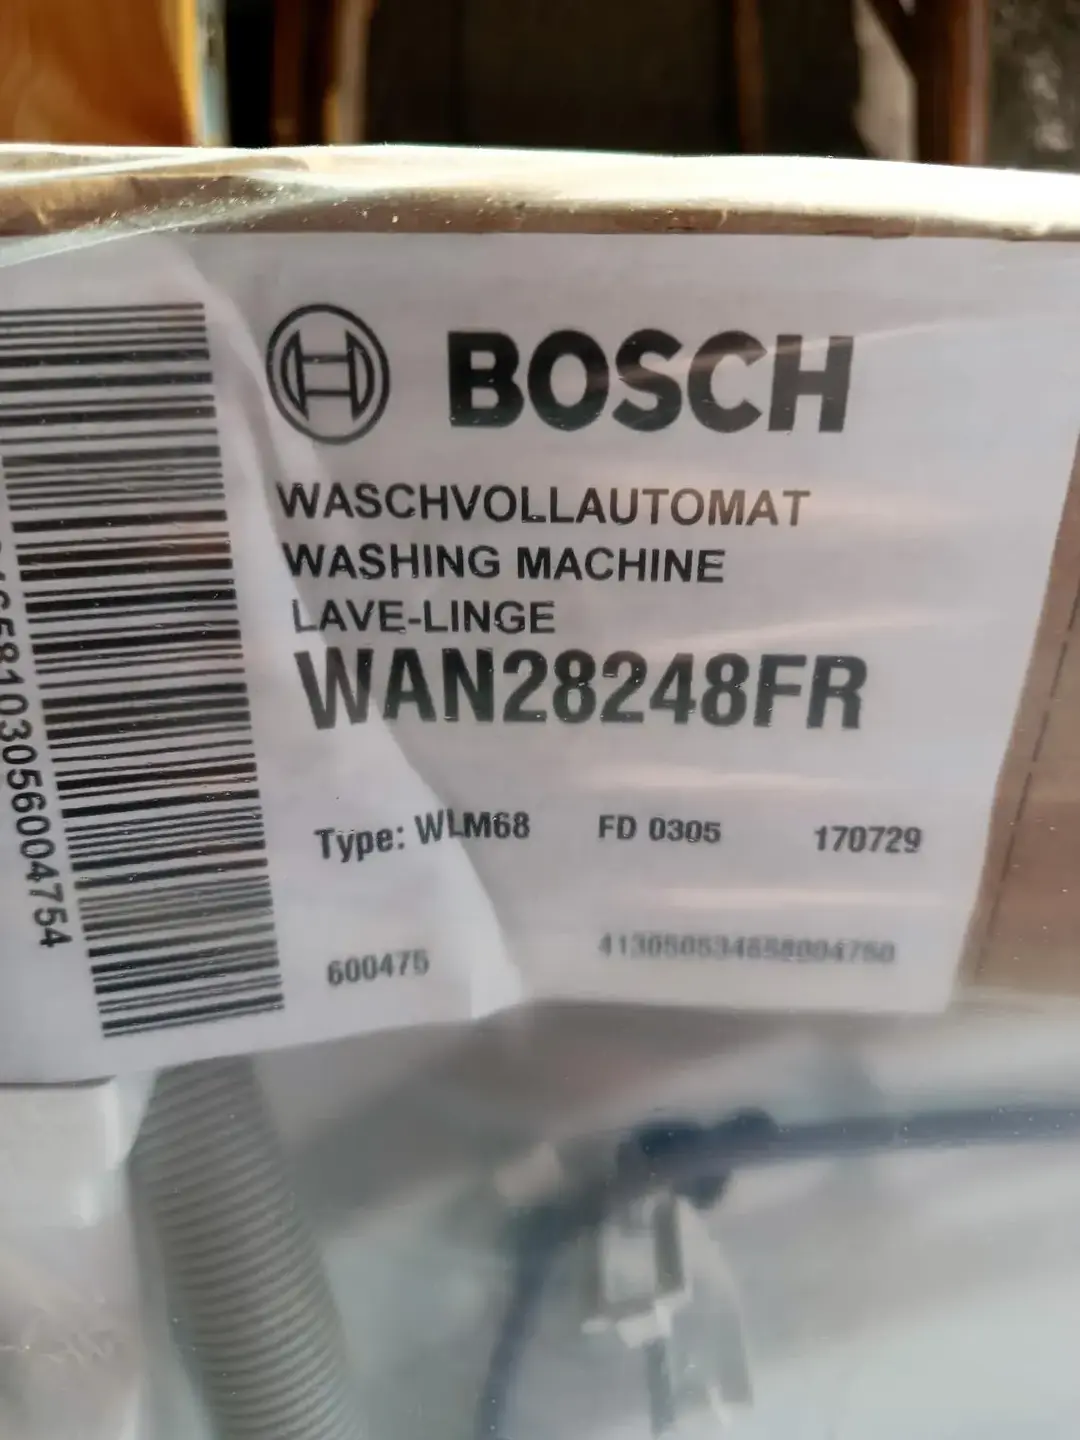 BOSCH
WASCHVOLLAUTOMAT
WASHING MACHINE
LAVE-LINGE
WAN28248FR
Type: WLM68 FD 0305 170729
600475